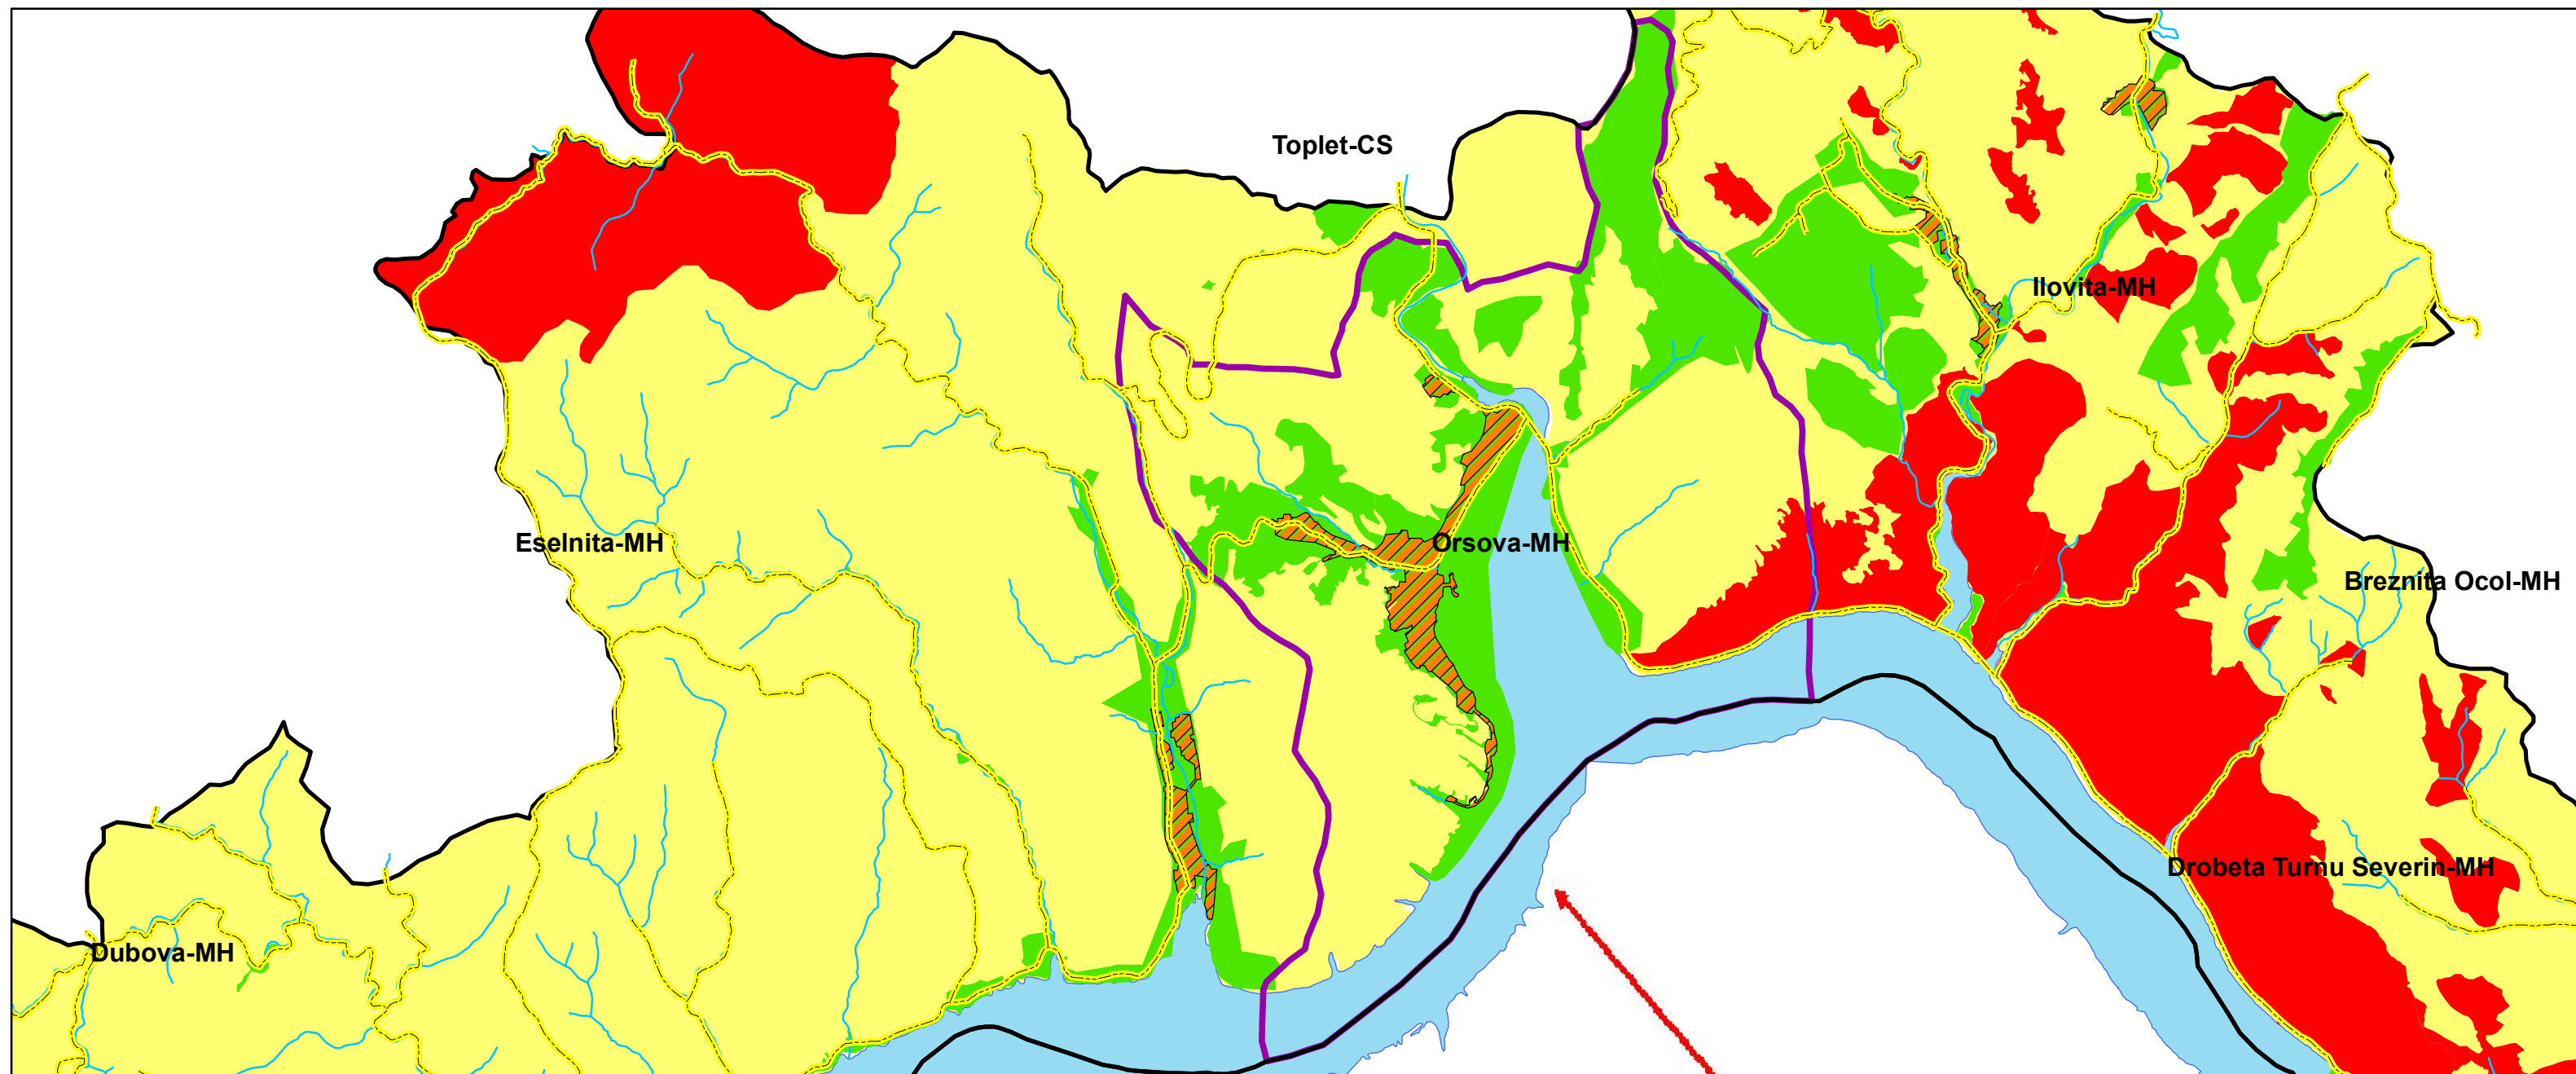 Toplet-CS
Ilovita-MH
Eselnita-MH
Orsova-MH
Breznita Ocol-MH
Drobeta Turnu Severin-MH
Dubova-MH